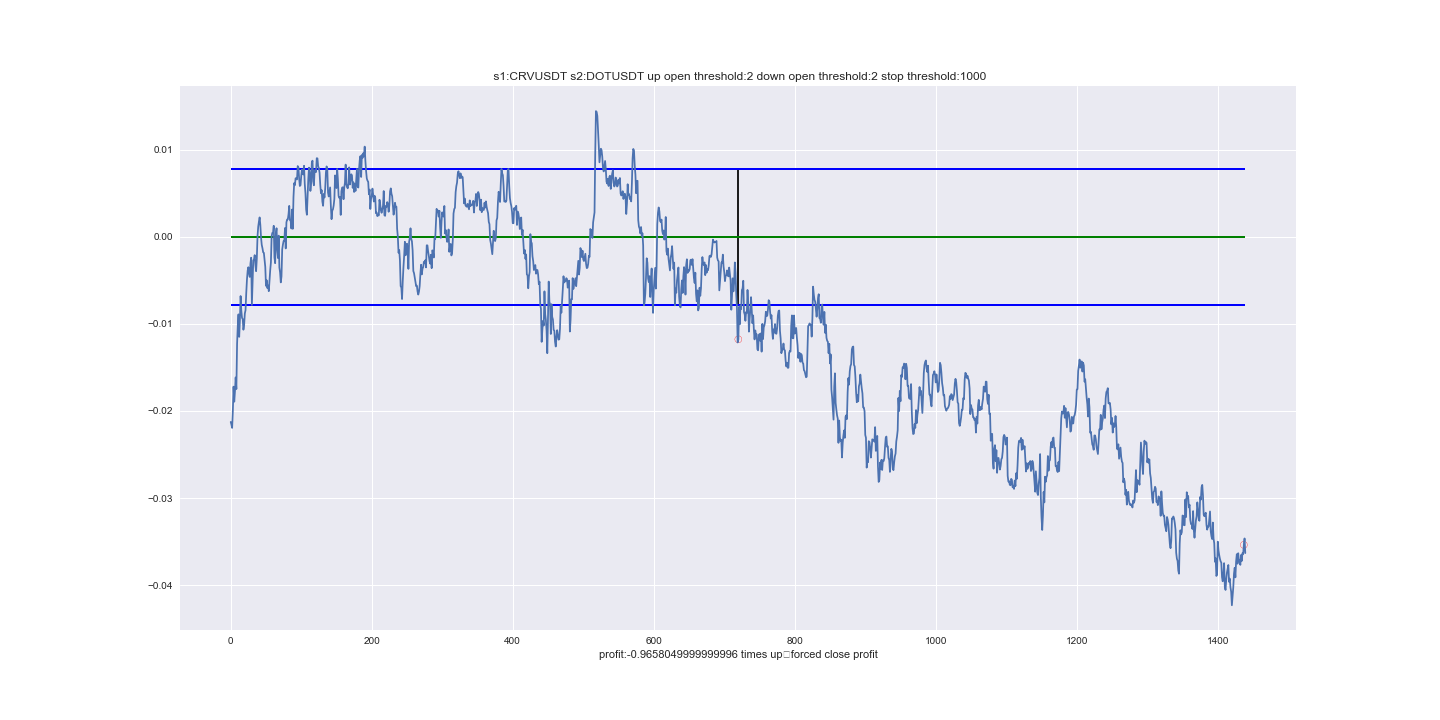 s1:CRVUSDT s2:DOTUSDT up open threshold:2 down open threshold:2 stop threshold:1000
0.01
0.00
−0.01
−0.02
−0.03
−0.04
0 200 400 600 800 1000 1200 1400
profit:-0.9658049999999996 times up□forced close profit